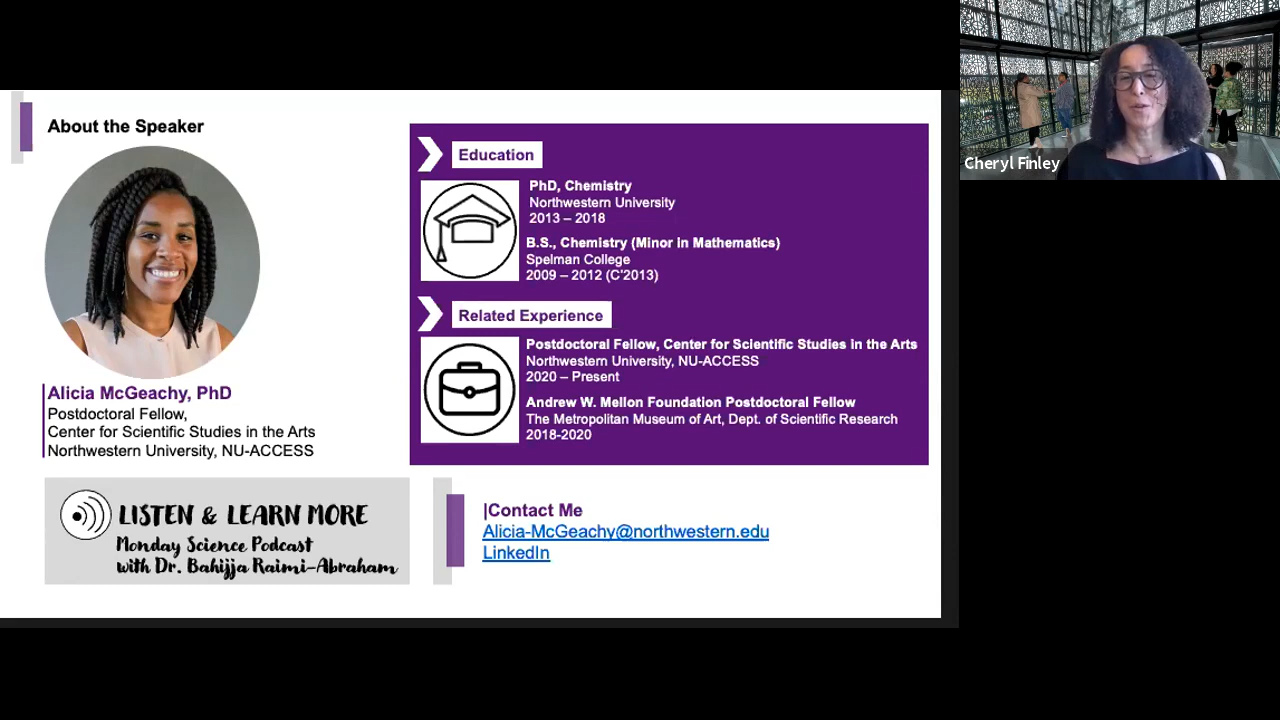 About the Speaker
Alicia McGeachy, PhD
Postdoctoral Fellow,
Center for Scientific Studies in the Arts
Northwestern University, NU-ACCESS
LISTEN & LEARN MORE
Monday Science Podcast
with Dr. Bahijja Raimi-Abraham
Education
PhD, Chemistry
Northwestern University
2013 – 2018
B.S., Chemistry (Minor in Mathematics)
Spelman College
2009 – 2012 (C'2013)
Related Experience
Postdoctoral Fellow, Center for Scientific Studies in the Arts
Northwestern University, NU-ACCESS
2020 – Present
Andrew W. Mellon Foundation Postdoctoral Fellow
The Metropolitan Museum of Art, Dept. of Scientific Research
2018-2020
|Contact Me
Alicia-McGeachy@northwestern.edu
LinkedIn
Cheryl Finley